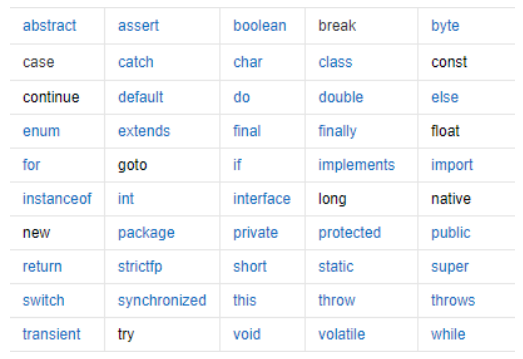 abstract assert boolean break byte
case catch char class const
continue default do double else
enum extends final finally float
for goto if implements import
instanceof int interface long native
new package private protected public
return strictfp short static super
switch synchronized this throw throws
transient try void volatile while